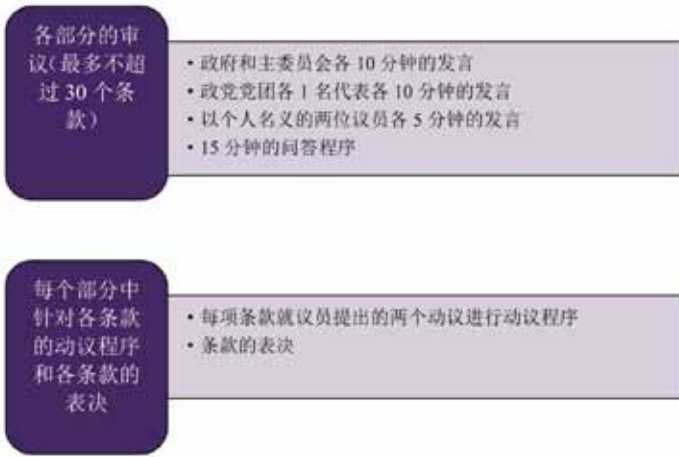 各部分的审
议（最多不超
过 30 个条
款）
• 政府和主委员会各 10 分钟的发言
• 政党党团各 1 名代表各 10 分钟的发言
• 以个人名义的两位议员各 5 分钟的发言
• 15 分钟的问答程序
每个部分中
针对各条款
的动议程序
和各条款的
表决
• 每项条款就议员提出的两个动议进行动议程序
• 条款的表决